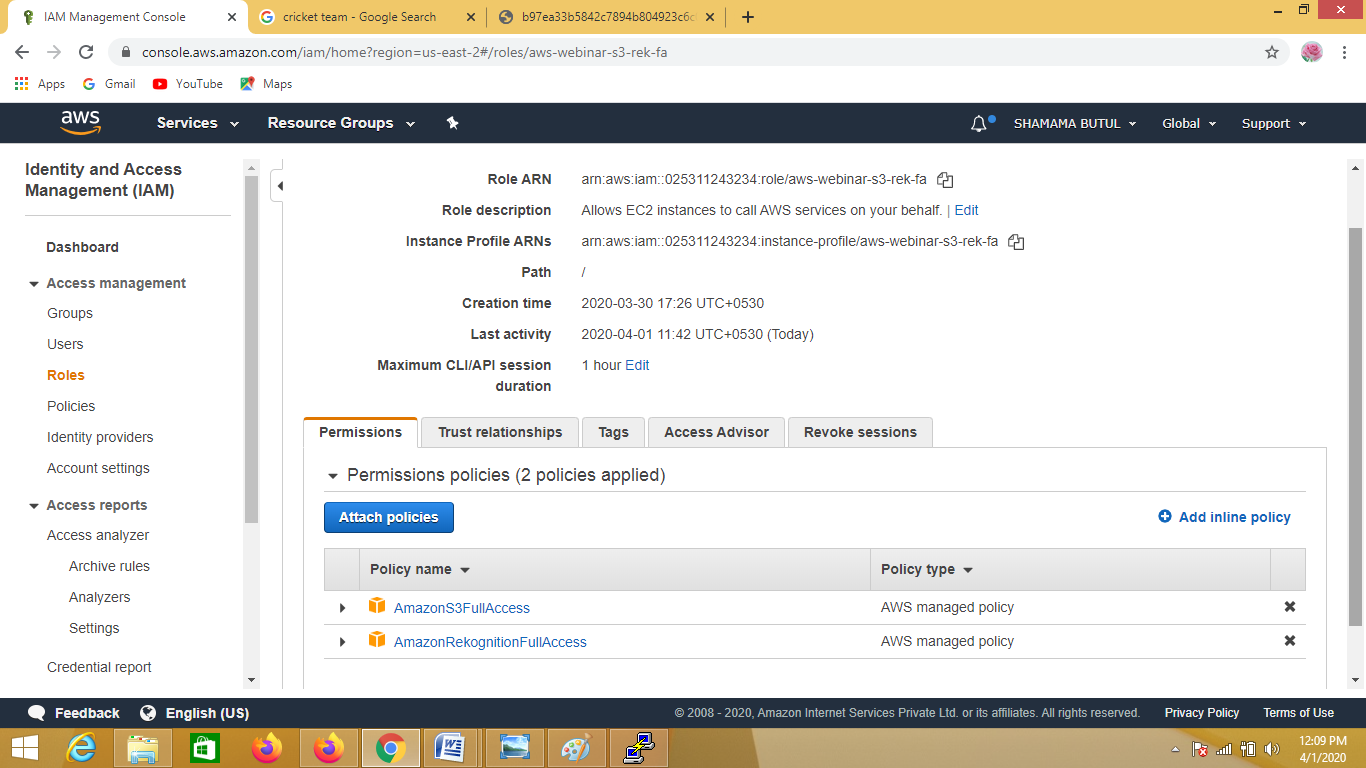 IAM Management Console
cricket team - Google Search
b97ea33b5842c7894b804923c6c
console.aws.amazon.com/iam/home?region=us-east-2#/roles/aws-webinar-s3-rek-fa
Apps Gmail YouTube Maps
aws Services Resource Groups SHAMAMA BUTUL Global Support
Identity and Access
Management (IAM)
Dashboard
Access management
Groups
Users
Roles
Policies
Identity providers
Account settings
Access reports
Access analyzer
Archive rules
Analyzers
Settings
Credential report
Role ARN arn:aws:iam::025311243234:role/aws-webinar-s3-rek-fa
Role description Allows EC2 instances to call AWS services on your behalf. | Edit
Instance Profile ARNs arn:aws:iam::025311243234:instance-profile/aws-webinar-s3-rek-fa
Path /
Creation time 2020-03-30 17:26 UTC+0530
Last activity 2020-04-01 11:42 UTC+0530 (Today)
Maximum CLI/API session 1 hour Edit
duration
Permissions Trust relationships Tags Access Advisor Revoke sessions
Permissions policies (2 policies applied)
Attach policies Add inline policy
Policy name Policy type
AmazonS3FullAccess AWS managed policy
AmazonRekognitionFullAccess AWS managed policy
Feedback English (US) © 2008 - 2020, Amazon Internet Services Private Ltd. or its affiliates. All rights reserved. Privacy Policy Terms of Use
12:09 PM
4/1/2020